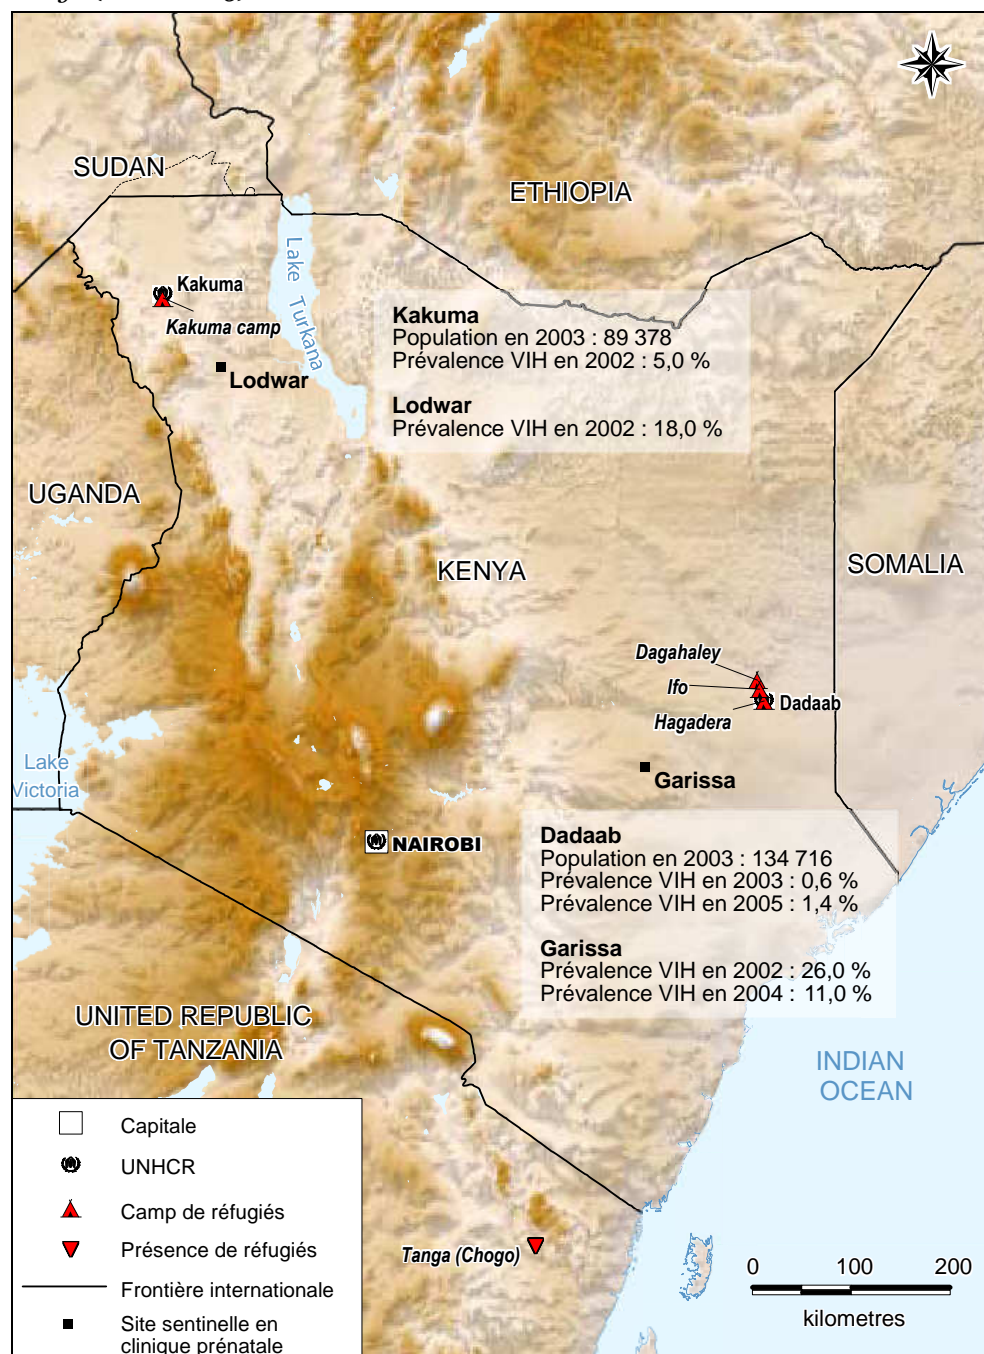 SUDAN
ETHIOPIA
Lake Turkana
Kakuma
Kakuma camp
Lodwar
Kakuma
Population en 2003 : 89 378
Prévalence VIH en 2002 : 5,0 %
Lodwar
Prévalence VIH en 2002 : 18,0 %
UGANDA
KENYA
SOMALIA
Dagahaley
Ifo
Hagadera
Dadaab
Lake
Victoria
Garissa
NAIROBI
Dadaab
Population en 2003 : 134 716
Prévalence VIH en 2003 : 0,6 %
Prévalence VIH en 2005 : 1,4 %
Garissa
Prévalence VIH en 2002 : 26,0 %
Prévalence VIH en 2004 : 11,0 %
UNITED REPUBLIC
OF TANZANIA
INDIAN
OCEAN
Capitale
UNHCR
Camp de réfugiés
Présence de réfugiés
Frontière internationale
Site sentinelle en
clinique prénatale
Tanga (Chogo)
0 100 200
kilometres